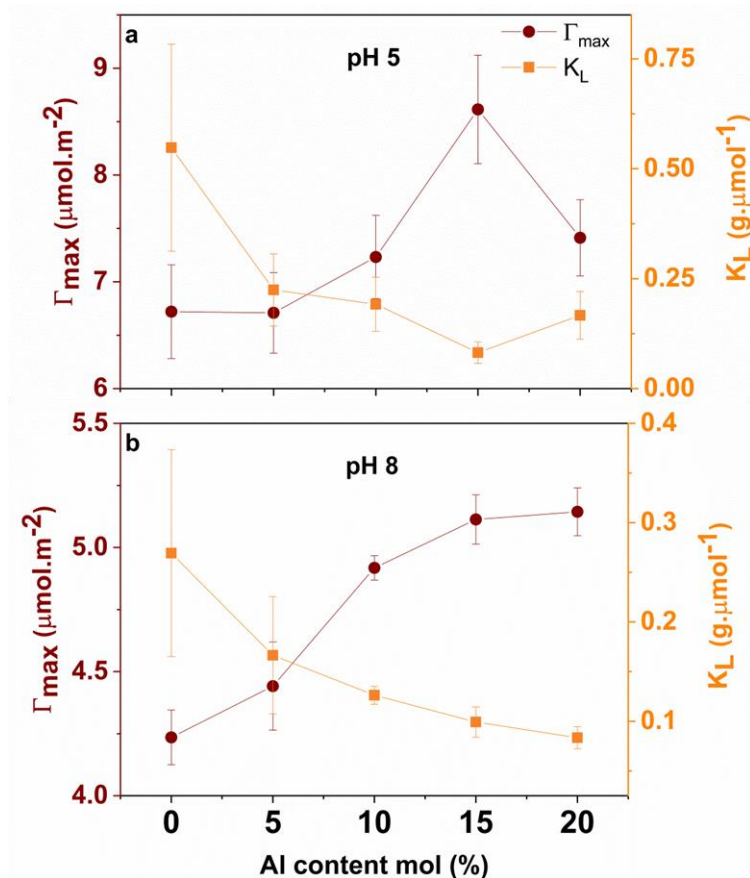 a
pH 5
Γmax
KL
9
8
7
6
Γmax (μmol.m-2)
0.75
0.50
0.25
0.00
KL (g.μmol-1)
b
pH 8
5.5
5.0
4.5
4.0
Γmax (μmol.m-2)
0.4
0.3
0.2
0.1
KL (g.μmol-1)
0 5 10 15 20
Al content mol (%)